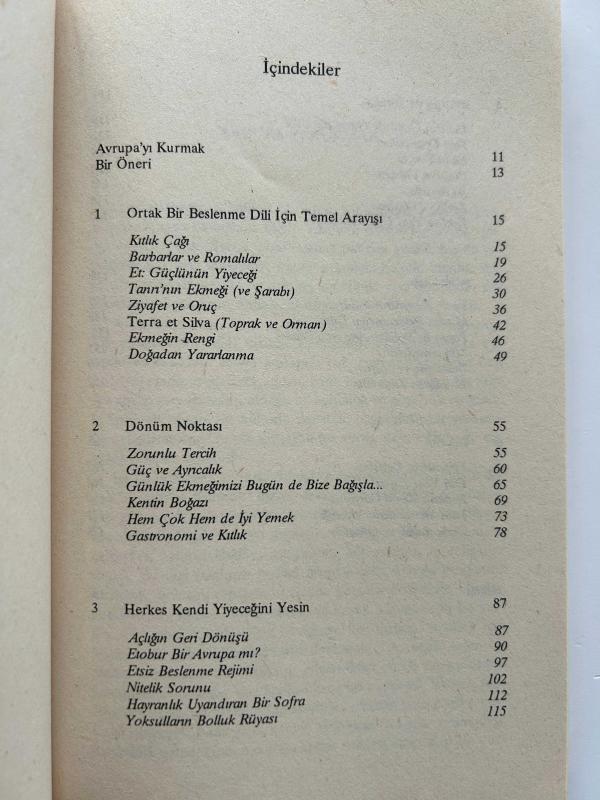 İçindekiler
Avrupa'yı Kurmak 11
Bir Öneri 13
1 Ortak Bir Beslenme Dili İçin Temel Arayışı 15
Kıtlık Çağı 15
Barbarlar ve Romalılar 19
Et: Güçlünün Yiyeceği 26
Tanrı'nın Ekmeği (ve Şarabı) 30
Ziyafet ve Oruç 36
Terra et Silva (Toprak ve Orman) 42
Ekmeğin Rengi 46
Doğadan Yararlanma 49
2 Dönüm Noktası 55
Zorunlu Tercih 55
Güç ve Ayrıcalık 60
Günlük Ekmeğimizi Bugün de Bize Bağışla... 65
Kentin Boğazı 69
Hem Çok Hem de İyi Yemek 73
Gastronomi ve Kıtlık 78
3 Herkes Kendi Yiyeceğini Yesin 87
Açlığın Geri Dönüşü 87
Etobur Bir Avrupa mı? 90
Etsiz Beslenme Rejimi 97
Nitelik Sorunu 102
Hayranlık Uyandıran Bir Sofra 112
Yoksulların Bolluk Rüyası 115